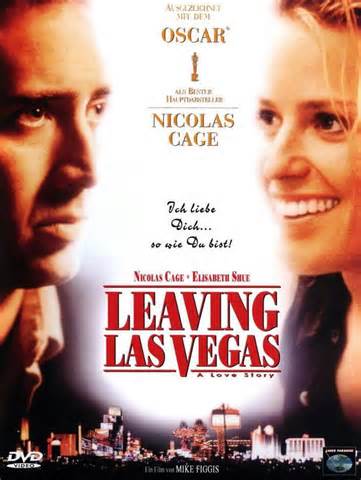 AUSGEZEICHNET
MIT DEM
OSCAR*
ALS BESTER
HAUPTDARSTELLER
NICOLAS
CAGE
Ich liebe
Dich...
so wie Du bist!
NICOLAS CAGE • ELISABETH SHUE
LEAVING
LAS VEGAS
A Love Story
DVD
VIDEO
Ein Film von MIKE FIGGIS